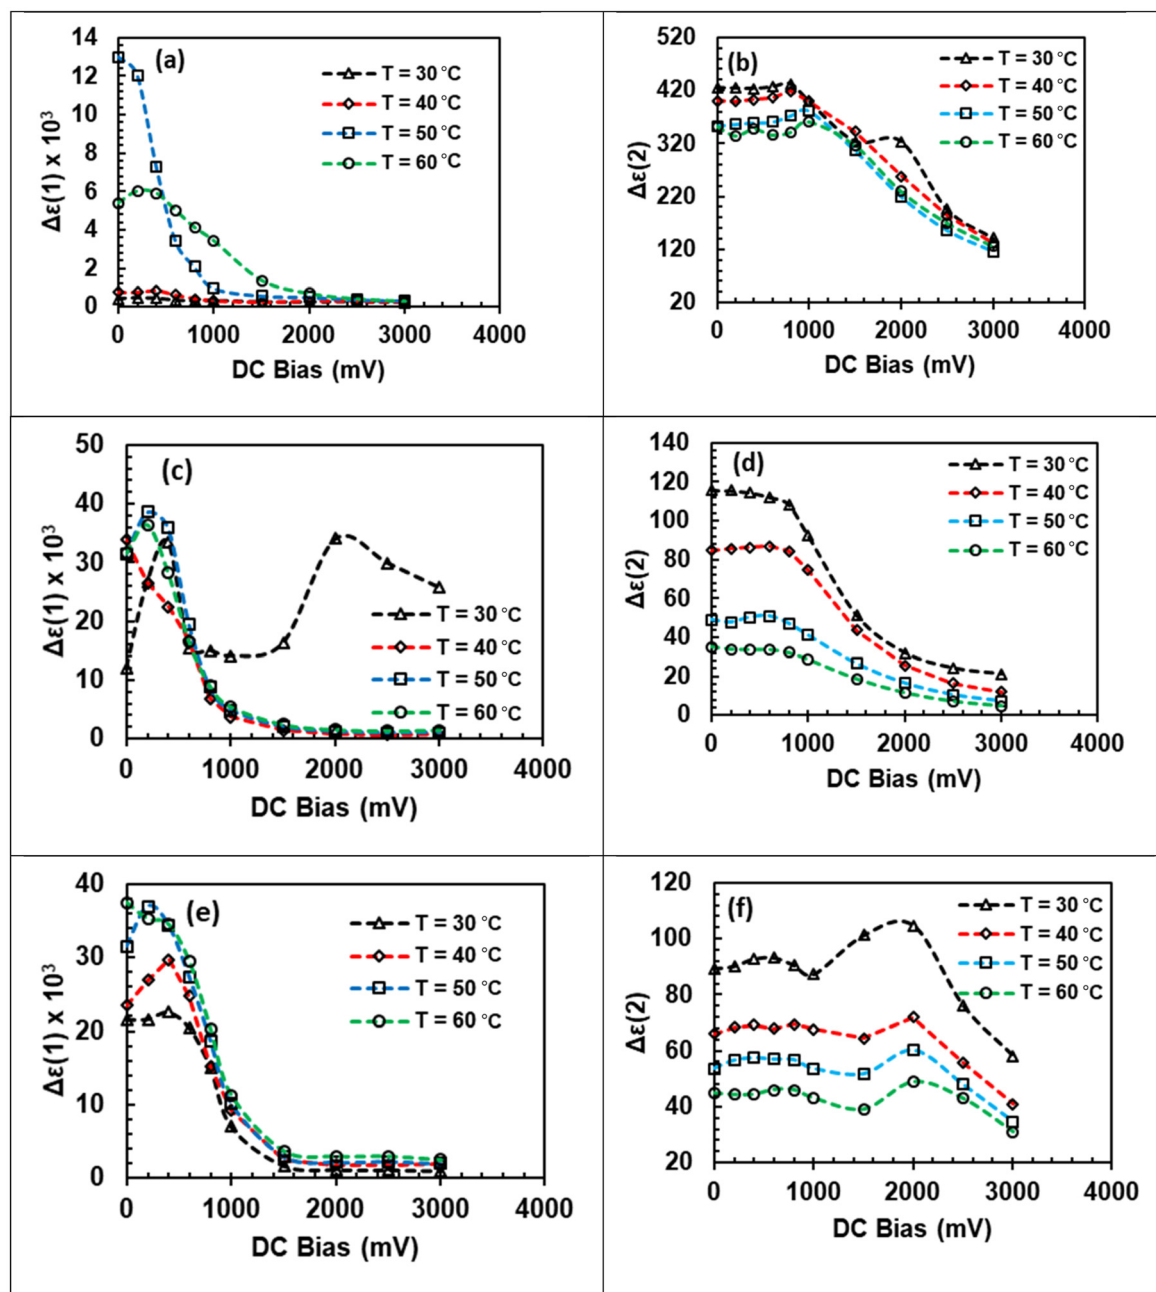 14
12
10
8
6
4
2
0
Δε(1) x 10³
(a)
T = 30 °C
T = 40 °C
T = 50 °C
T = 60 °C
0 1000 2000 3000 4000
DC Bias (mV)
520
420
320
220
120
20
Δε(2)
(b)
T = 30 °C
T = 40 °C
T = 50 °C
T = 60 °C
0 1000 2000 3000 4000
DC Bias (mV)
50
40
30
20
10
0
Δε(1) x 10³
(c)
T = 30 °C
T = 40 °C
T = 50 °C
T = 60 °C
0 1000 2000 3000 4000
DC Bias (mV)
140
120
100
80
60
40
20
0
Δε(2)
(d)
T = 30 °C
T = 40 °C
T = 50 °C
T = 60 °C
0 1000 2000 3000 4000
DC Bias (mV)
40
30
20
10
0
Δε(1) x 10³
(e)
T = 30 °C
T = 40 °C
T = 50 °C
T = 60 °C
0 1000 2000 3000 4000
DC Bias (mV)
120
100
80
60
40
20
Δε(2)
(f)
T = 30 °C
T = 40 °C
T = 50 °C
T = 60 °C
0 1000 2000 3000 4000
DC Bias (mV)